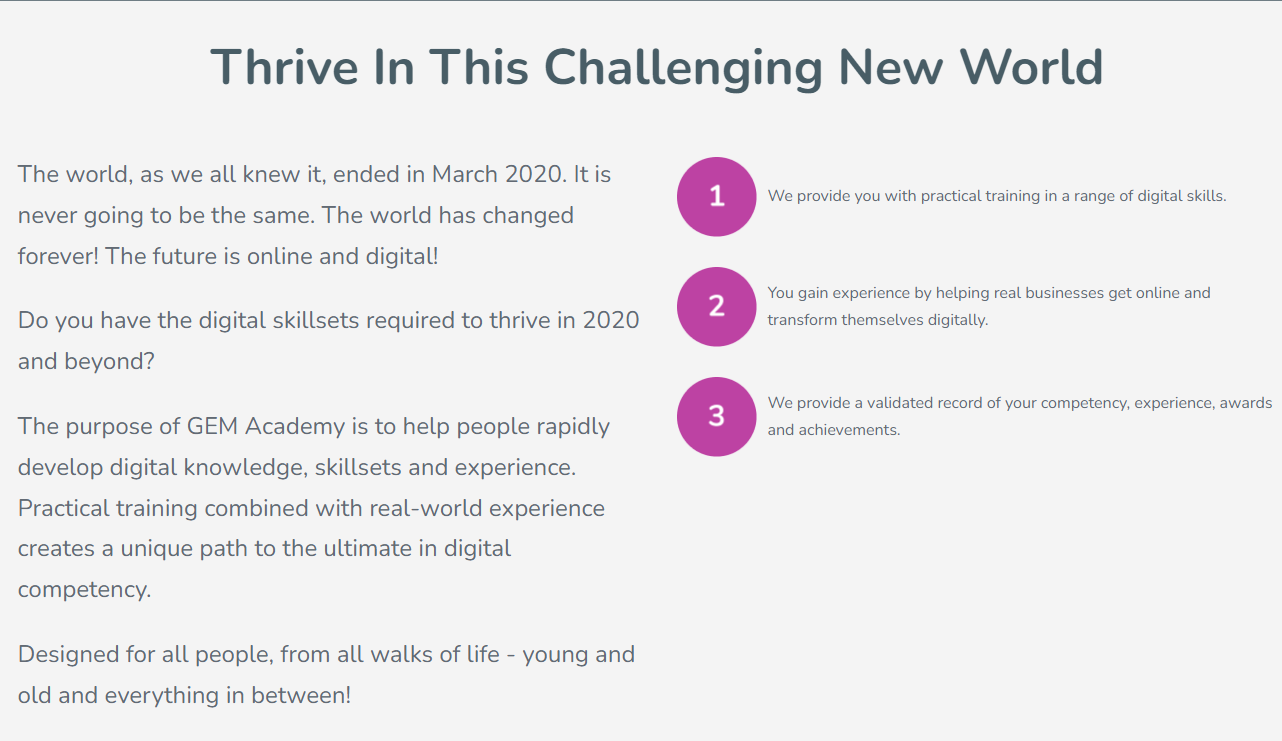 Thrive In This Challenging New World
The world, as we all knew it, ended in March 2020. It is
never going to be the same. The world has changed
forever! The future is online and digital!
Do you have the digital skillsets required to thrive in 2020
and beyond?
The purpose of GEM Academy is to help people rapidly
develop digital knowledge, skillsets and experience.
Practical training combined with real-world experience
creates a unique path to the ultimate in digital
competency.
Designed for all people, from all walks of life - young and
old and everything in between!
1
We provide you with practical training in a range of digital skills.
2
You gain experience by helping real businesses get online and
transform themselves digitally.
3
We provide a validated record of your competency, experience, awards
and achievements.